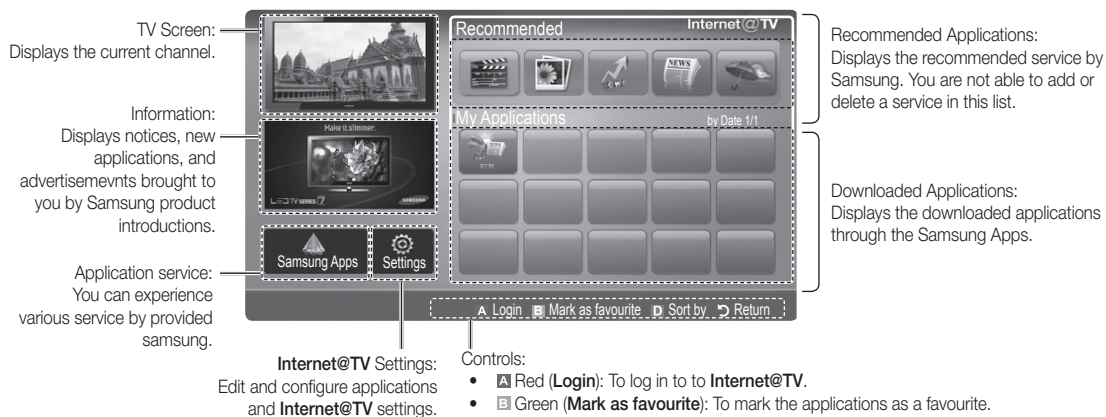 TV Screen:
Displays the current channel.
Information:
Displays notices, new
applications, and
advertisemevnts brought to
you by Samsung product
introductions.
Application service:
You can experience
various service by provided
samsung.
Internet@TV Settings:
Edit and configure applications
and Internet@TV settings.
Recommended
Internet@TV
NEWS
My Applications
by Date 1/1
Make it slimmer.
LED TV SERIES 7
SAMSUNG
Samsung Apps
Settings
A Login B Mark as favourite D Sort by Return
Recommended Applications:
Displays the recommended service by
Samsung. You are not able to add or
delete a service in this list.
Downloaded Applications:
Displays the downloaded applications
through the Samsung Apps.
Controls:
• A Red (Login): To log in to to Internet@TV.
• B Green (Mark as favourite): To mark the applications as a favourite.